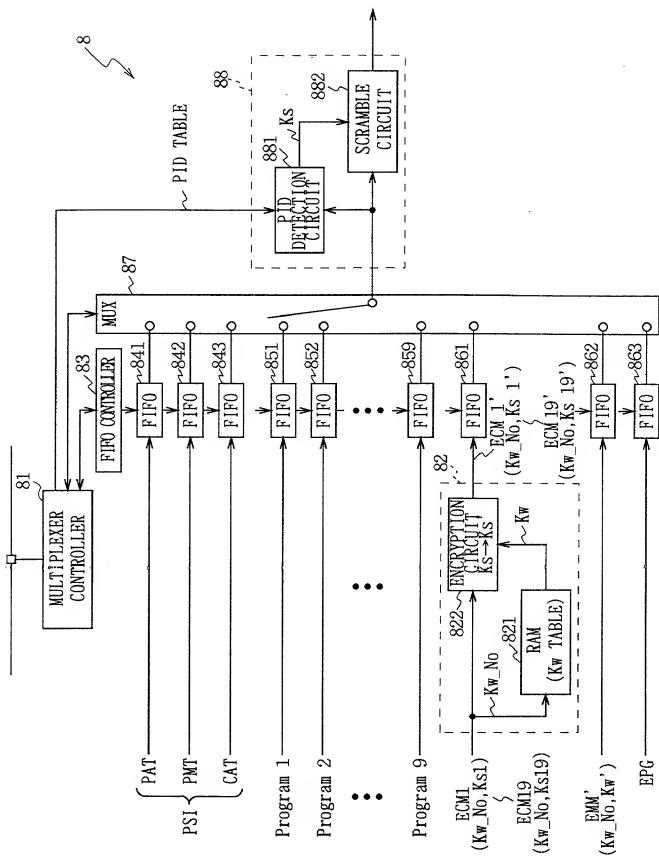 8
81
MULTIPLEXER
CONTROLLER
PID TABLE
83
FIFO CONTROLLER
87
MUX
88
881
PID
DETECTION
CIRCUIT
Ks
882
SCRAMBLE
CIRCUIT
PSI
PAT
FIFO
841
PMT
FIFO
842
CAT
FIFO
843
Program 1
FIFO
851
Program 2
FIFO
852
Program 9
FIFO
859
ECM1
(Kw_No,Ks1)
ECM19
(Kw_No,Ks19)
Kw_No
82
822
ENCRYPTION
CIRCUIT
Ks→Ks'
821
RAM
(Kw TABLE)
Kw
FIFO
861
ECM 1'
(Kw_No,Ks 1')
ECM 19'
(Kw_No,Ks 19')
EMM'
(Kw_No,Kw')
FIFO
862
EPG
FIFO
863